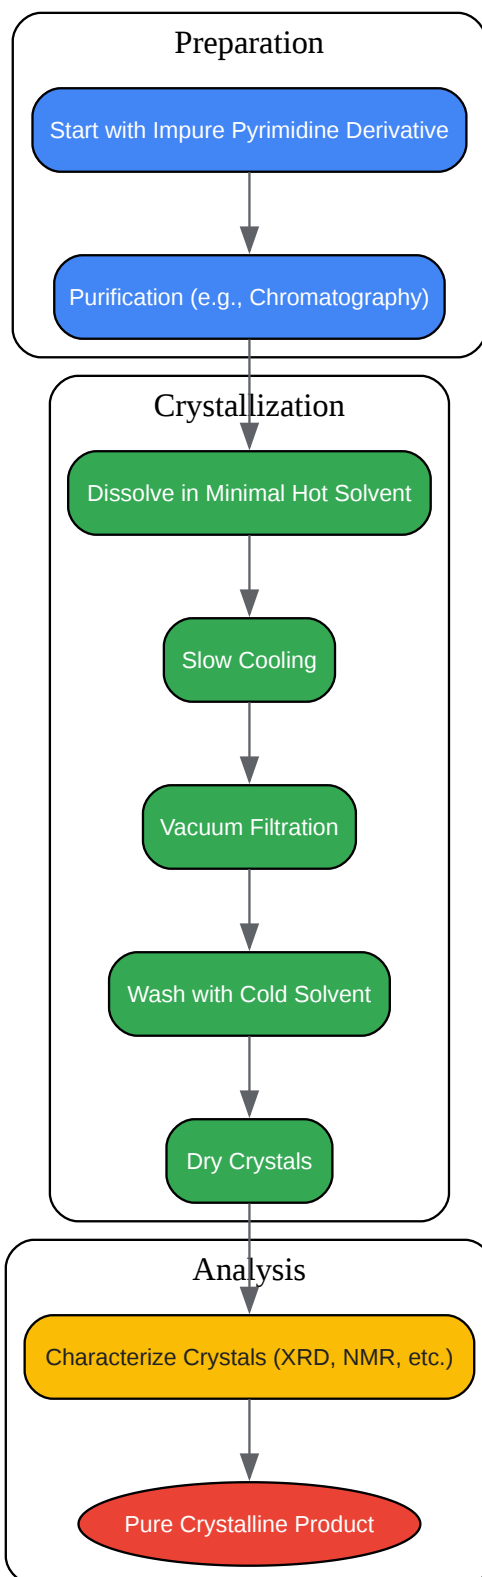 Preparation
Start with Impure Pyrimidine Derivative
Purification (e.g., Chromatography)
Crystallization
Dissolve in Minimal Hot Solvent
Slow Cooling
Vacuum Filtration
Wash with Cold Solvent
Dry Crystals
Analysis
Characterize Crystals (XRD, NMR, etc.)
Pure Crystalline Product